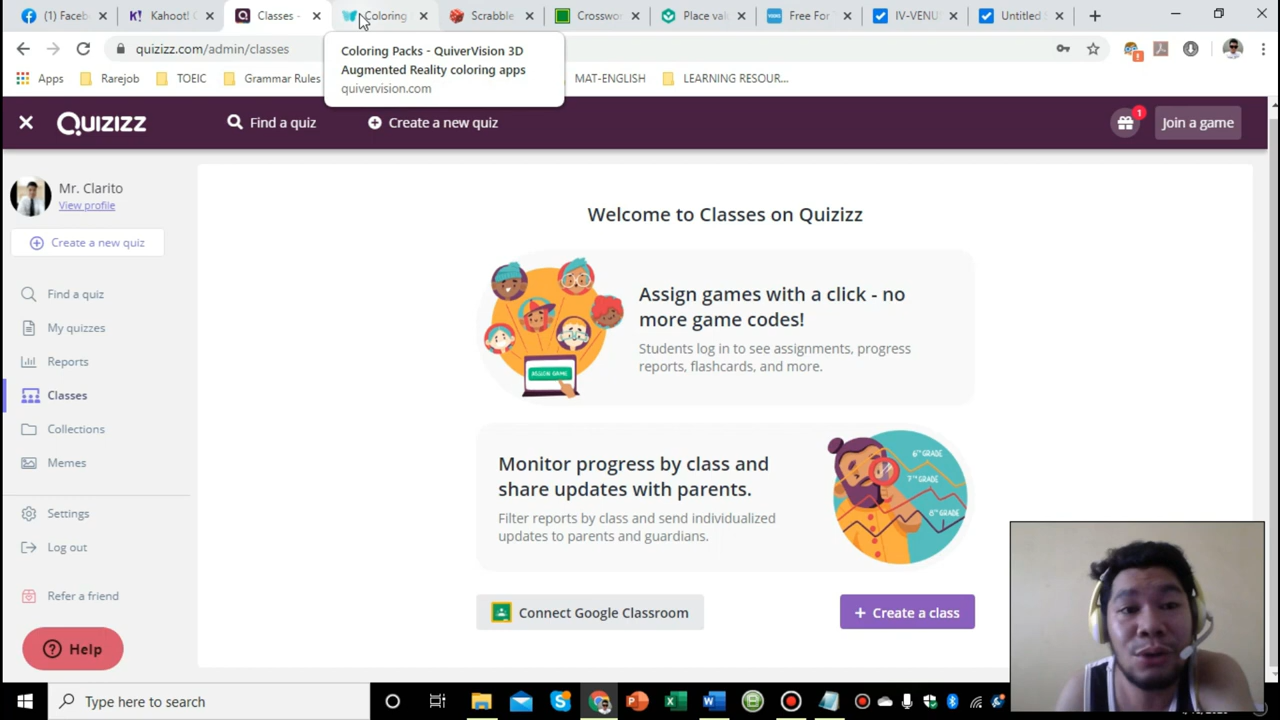 (1) Faceb
Kahoot! C
Classes -
Coloring
Scrabble
Crosswor
Place val
Free For
IV-VENU
Untitled
quizizz.com/admin/classes
Apps
Rarejob
TOEIC
Grammar Rules
MAT-ENGLISH
LEARNING RESOUR...
Coloring Packs - QuiverVision 3D
Augmented Reality coloring apps
quivervision.com
Quizizz
Find a quiz
Create a new quiz
1
Join a game
Mr. Clarito
View profile
Create a new quiz
Find a quiz
My quizzes
Reports
Classes
Collections
Memes
Settings
Log out
Refer a friend
Help
Welcome to Classes on Quizizz
Assign games with a click - no
more game codes!
Students log in to see assignments, progress
reports, flashcards, and more.
ASSIGN GAME
Monitor progress by class and
share updates with parents.
Filter reports by class and send individualized
updates to parents and guardians.
6TH GRADE
7TH GRADE
8TH GRADE
Connect Google Classroom
+ Create a class
Type here to search